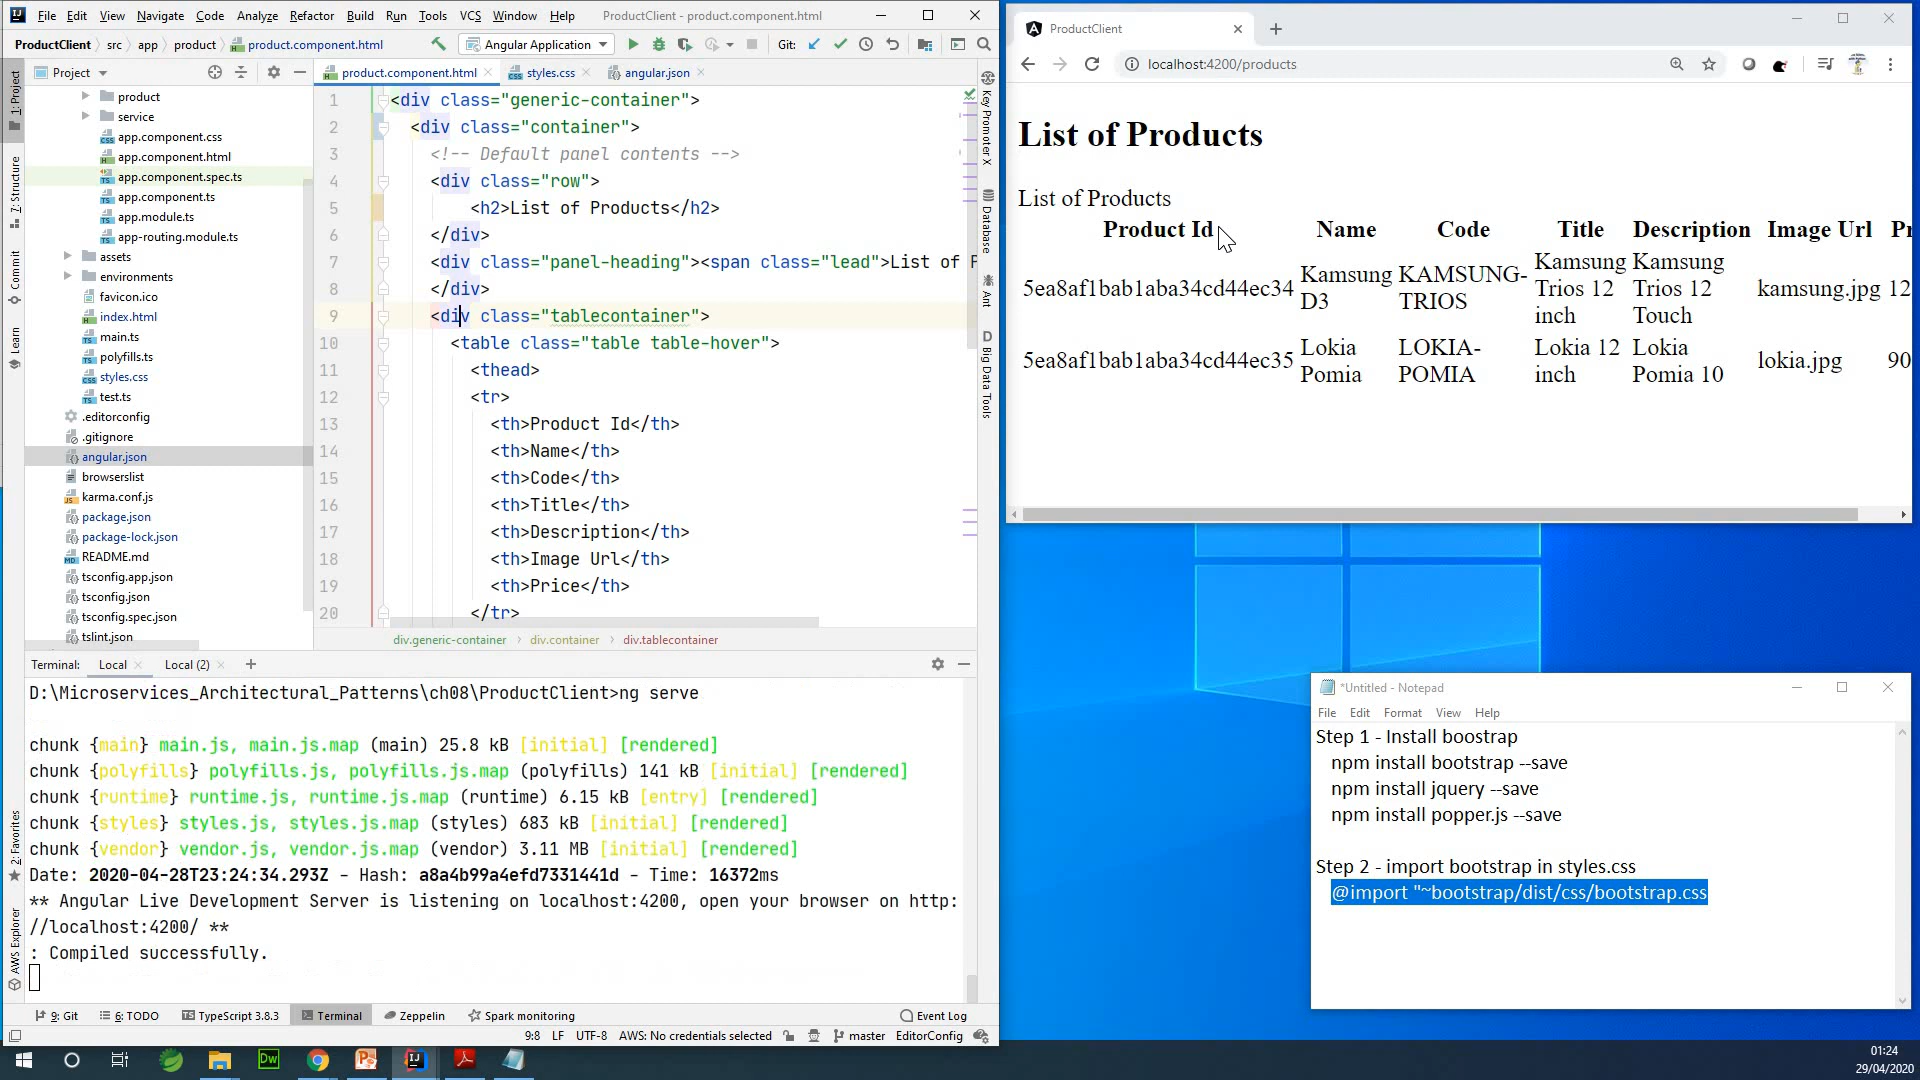 File Edit View Navigate Code Analyze Refactor Build Run Tools VCS Window Help ProductClient - product.component.html
ProductClient src app product product.component.html Angular Application Git:
Project
product.component.html styles.css angular.json
1: Project
Z: Structure
Commit
Learn
2: Favorites
AWS Explorer
product
service
app.component.css
app.component.html
app.component.spec.ts
app.component.ts
app.module.ts
app-routing.module.ts
assets
environments
favicon.ico
index.html
main.ts
polyfills.ts
styles.css
test.ts
.editorconfig
.gitignore
angular.json
browserslist
karma.conf.js
package.json
package-lock.json
README.md
tsconfig.app.json
tsconfig.json
tsconfig.spec.json
tslint.json
1 <div class="generic-container">
2 <div class="container">
3 <!-- Default panel contents -->
4 <div class="row">
5 <h2>List of Products</h2>
6 </div>
7 <div class="panel-heading"><span class="lead">List of P
8 </div>
9 <div class="tablecontainer">
10 <table class="table table-hover">
11 <thead>
12 <tr>
13 <th>Product Id</th>
14 <th>Name</th>
15 <th>Code</th>
16 <th>Title</th>
17 <th>Description</th>
18 <th>Image Url</th>
19 <th>Price</th>
20 </tr>
div.generic-container div.container div.tablecontainer
Key Promoter X
Database
Ant
Big Data Tools
Terminal: Local Local (2)
D:\Microservices_Architectural_Patterns\ch08\ProductClient>ng serve
chunk {main} main.js, main.js.map (main) 25.8 kB [initial] [rendered]
chunk {polyfills} polyfills.js, polyfills.js.map (polyfills) 141 kB [initial] [rendered]
chunk {runtime} runtime.js, runtime.js.map (runtime) 6.15 kB [entry] [rendered]
chunk {styles} styles.js, styles.js.map (styles) 683 kB [initial] [rendered]
chunk {vendor} vendor.js, vendor.js.map (vendor) 3.11 MB [initial] [rendered]
Date: 2020-04-28T23:24:34.293Z - Hash: a8a4b99a4efd7331441d - Time: 16372ms
** Angular Live Development Server is listening on localhost:4200, open your browser on http:
//localhost:4200/ **
: Compiled successfully.
9: Git 6: TODO TypeScript 3.8.3 Terminal Zeppelin Spark monitoring Event Log
9:8 LF UTF-8 AWS: No credentials selected master EditorConfig
ProductClient
localhost:4200/products
List of Products
List of Products
Product Id Name Code Title Description Image Url Pr
5ea8af1bab1aba34cd44ec34 Kamsung D3 KAMSUNG-TRIOS Kamsung Trios 12 inch Kamsung Trios 12 Touch kamsung.jpg 12
5ea8af1bab1aba34cd44ec35 Lokia Pomia LOKIA-POMIA Lokia 12 inch Lokia Pomia 10 lokia.jpg 90
*Untitled - Notepad
File Edit Format View Help
Step 1 - Install boostrap
npm install bootstrap --save
npm install jquery --save
npm install popper.js --save
Step 2 - import bootstrap in styles.css
@import "~bootstrap/dist/css/bootstrap.css
01:24
29/04/2020